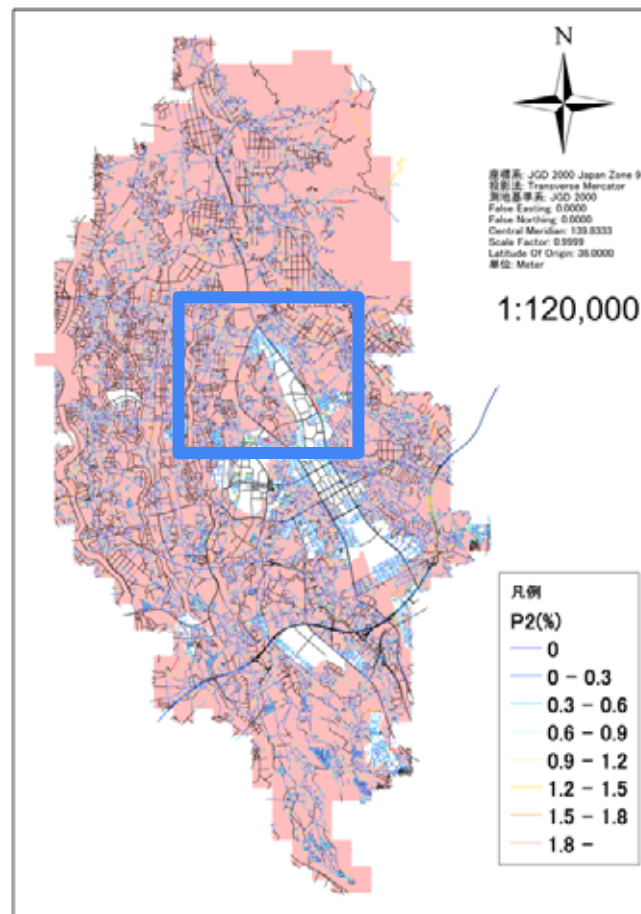 N
座標系: JGD 2000 Japan Zone 9
投影法: Transverse Mercator
測地基準系: JGD 2000
False Easting: 0.0000
False Northing: 0.0000
Central Meridian: 139.8333
Scale Factor: 0.9999
Latitude Of Origin: 36.0000
単位: Meter
1:120,000
凡例
P2(%)
0
0 - 0.3
0.3 - 0.6
0.6 - 0.9
0.9 - 1.2
1.2 - 1.5
1.5 - 1.8
1.8 -